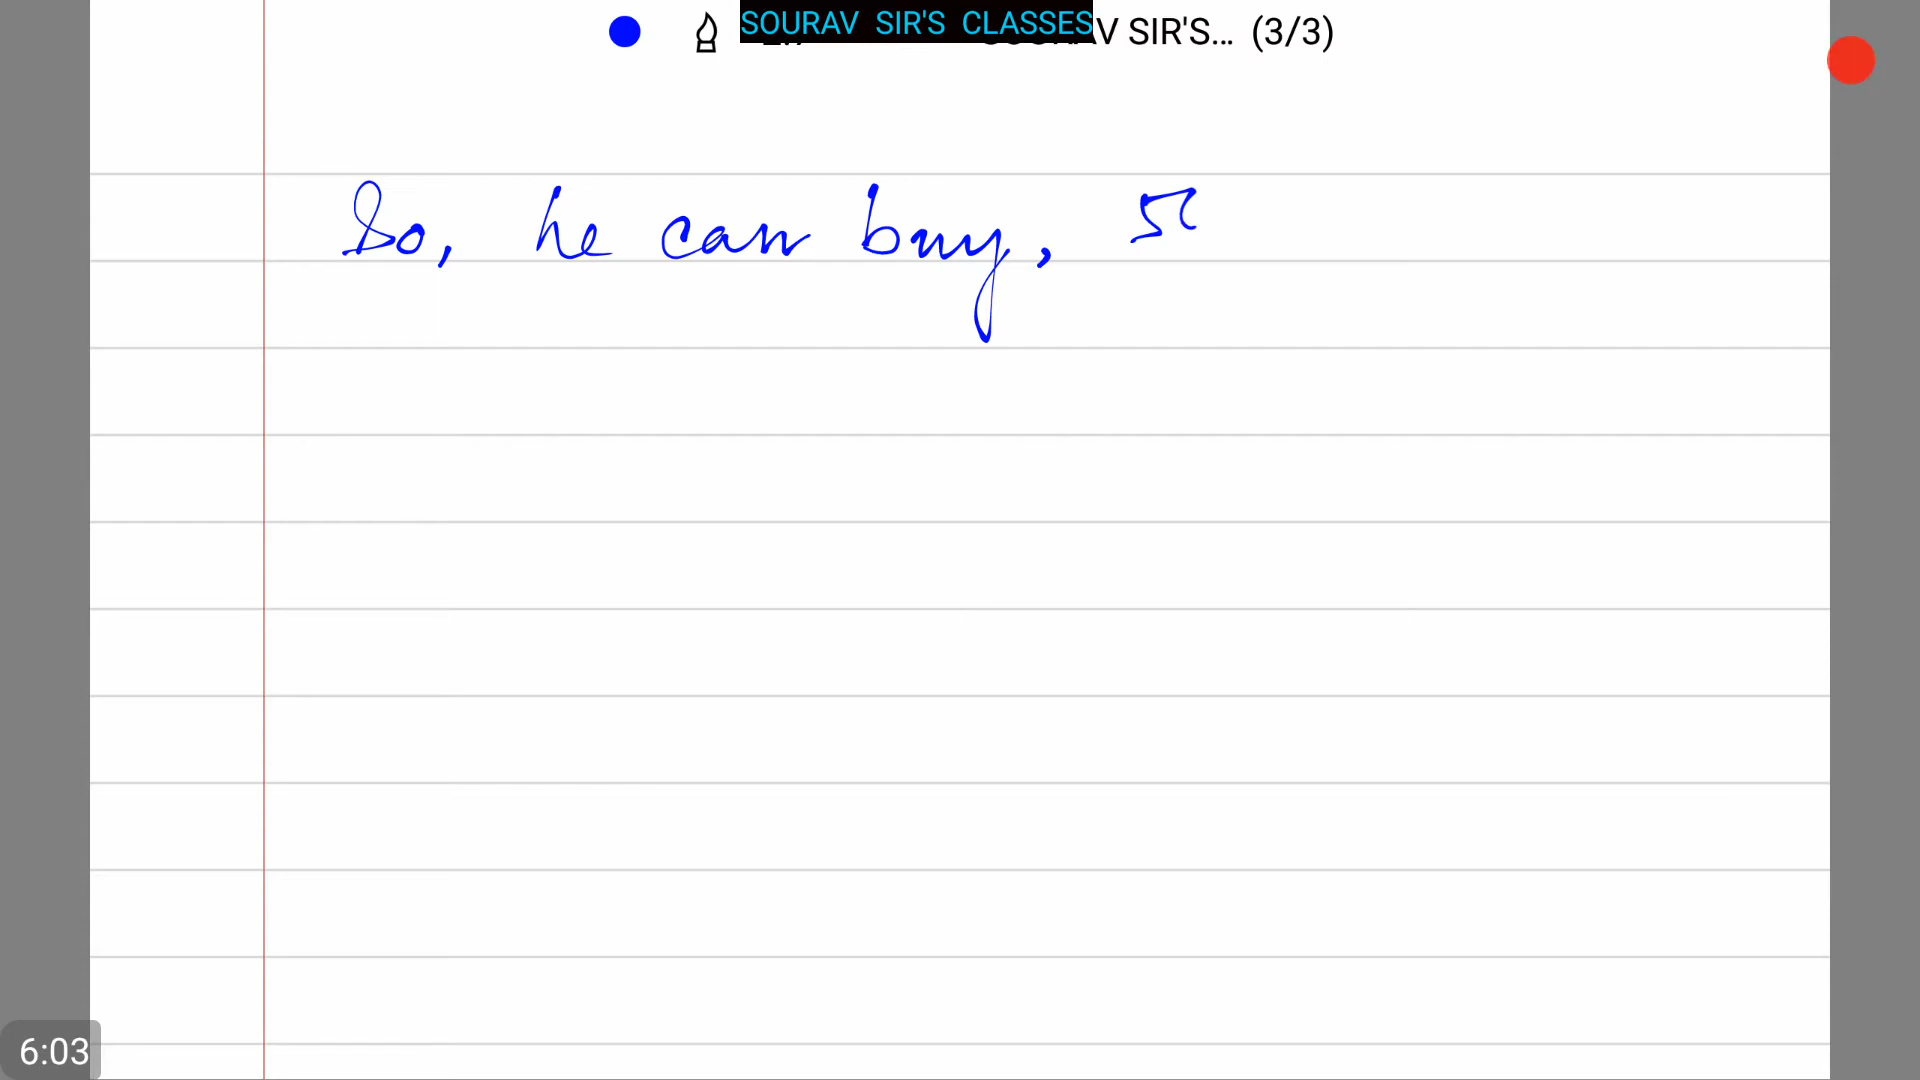 SOURAV SIR'S CLASSES
V SIR'S... (3/3)
So, he can buy, 5
6:03